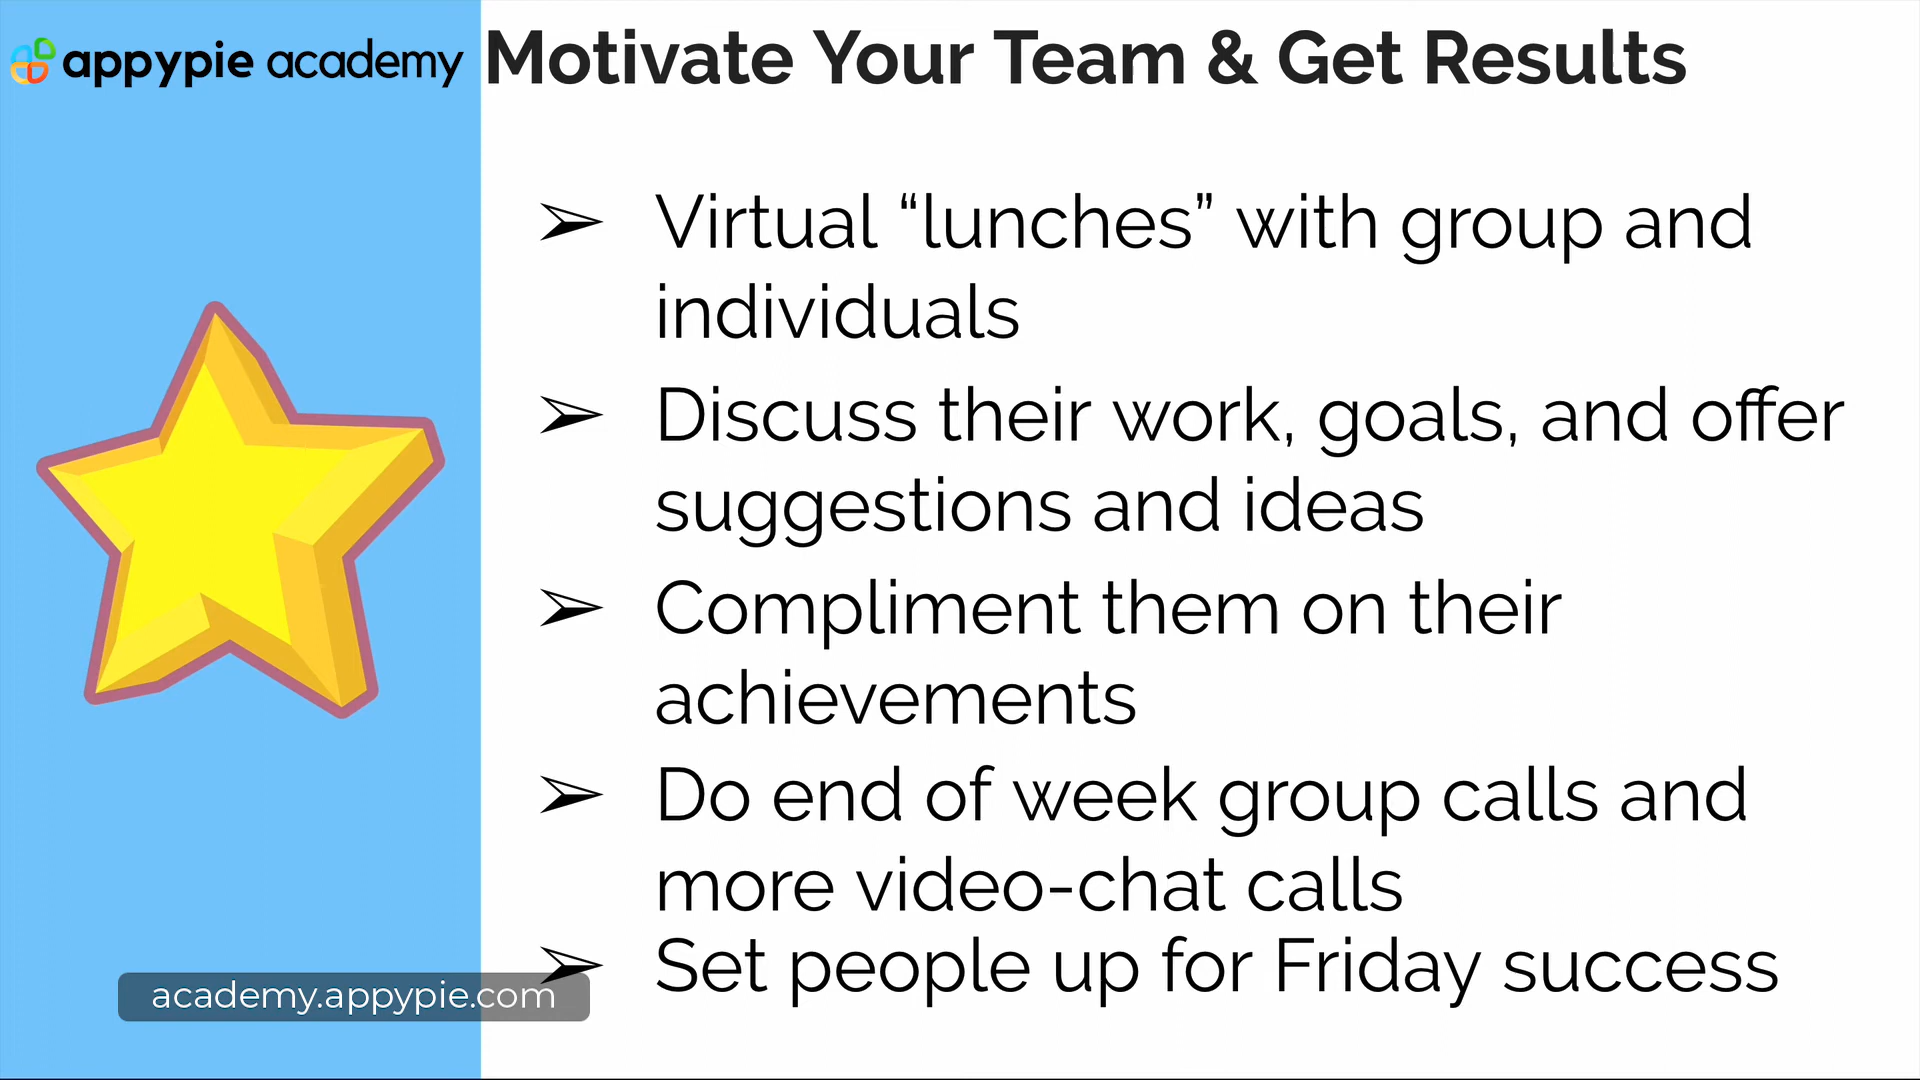 appypie academy
Motivate Your Team & Get Results
➢ Virtual “lunches” with group and
individuals
➢ Discuss their work, goals, and offer
suggestions and ideas
➢ Compliment them on their
achievements
➢ Do end of week group calls and
more video-chat calls
➢ Set people up for Friday success
academy.appypie.com